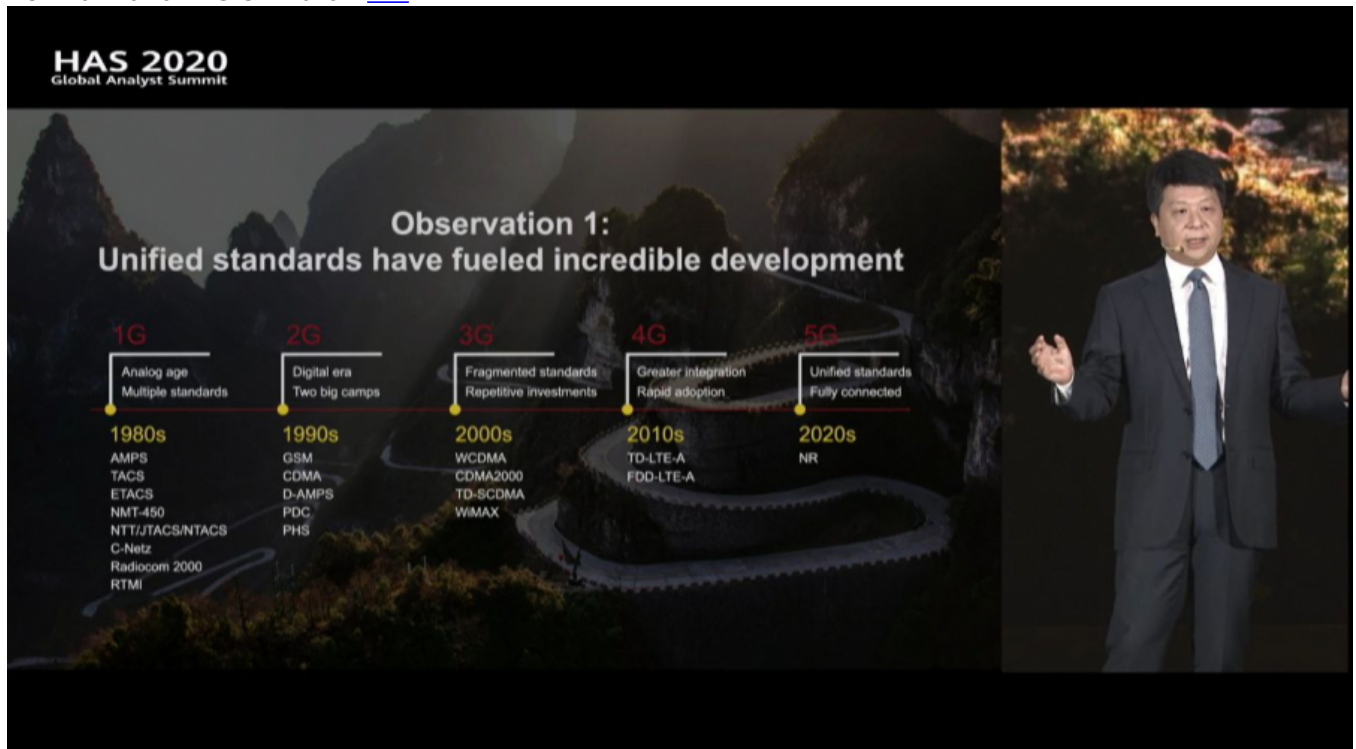 HAS 2020
Global Analyst Summit
Observation 1:
Unified standards have fueled incredible development
1G
Analog age
Multiple standards
1980s
AMPS
TACS
ETACS
NMT-450
NTT/JTACS/NTACS
C-Netz
Radiocom 2000
RTMI
2G
Digital era
Two big camps
1990s
GSM
CDMA
D-AMPS
PDC
PHS
3G
Fragmented standards
Repetitive investments
2000s
WCDMA
CDMA2000
TD-SCDMA
WiMAX
4G
Greater integration
Rapid adoption
2010s
TD-LTE-A
FDD-LTE-A
5G
Unified standards
Fully connected
2020s
NR